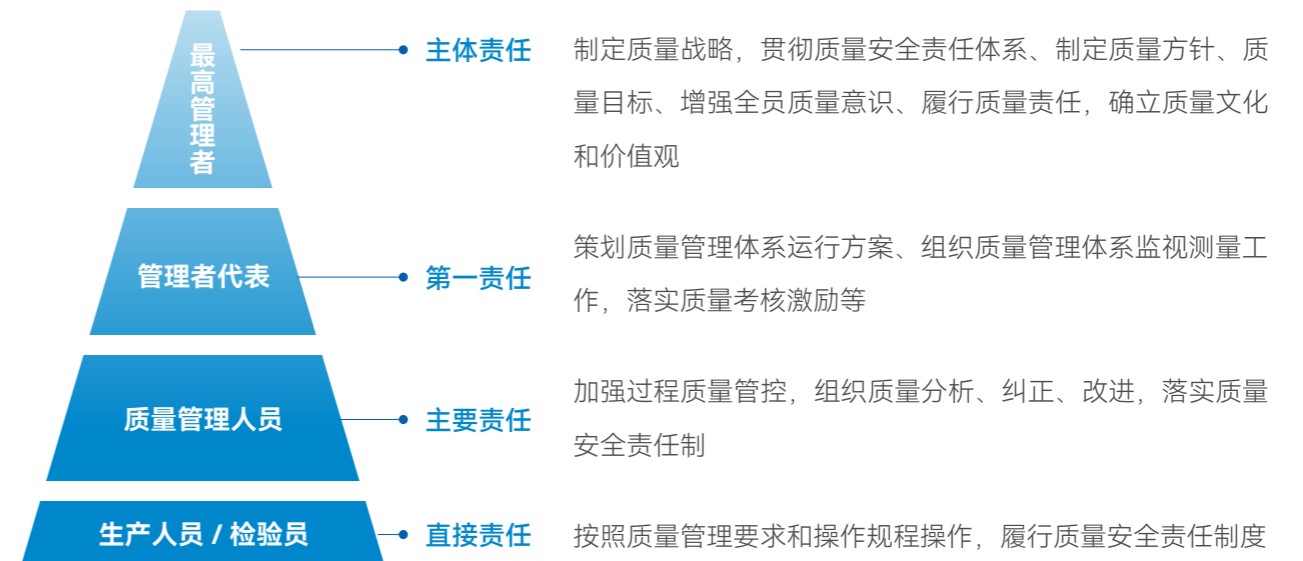 最高管理者
主体责任
制定质量战略，贯彻质量安全责任体系、制定质量方针、质
量目标、增强全员质量意识、履行质量责任，确立质量文化
和价值观
管理者代表
第一责任
策划质量管理体系运行方案、组织质量管理体系监视测量工
作，落实质量考核激励等
质量管理人员
主要责任
加强过程质量管控，组织质量分析、纠正、改进，落实质量
安全责任制
生产人员 / 检验员
直接责任
按照质量管理要求和操作规程操作，履行质量安全责任制度